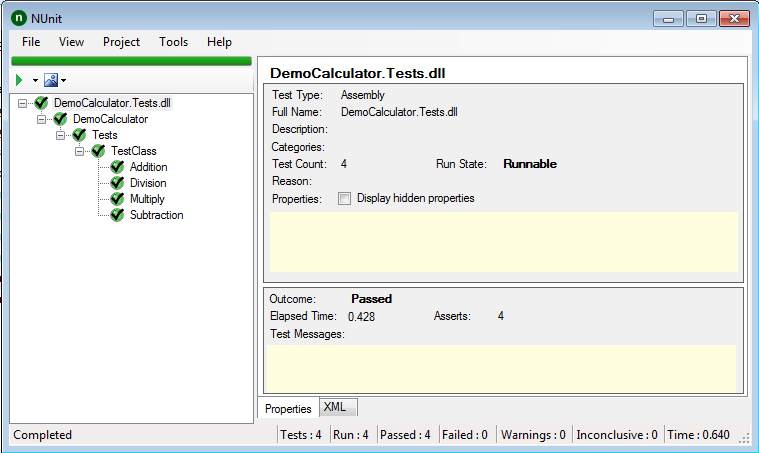 NUnit
File View Project Tools Help
DemoCalculator.Tests.dll
DemoCalculator
Tests
TestClass
Addition
Division
Multiply
Subtraction
DemoCalculator.Tests.dll
Test Type: Assembly
Full Name: DemoCalculator.Tests.dll
Description:
Categories:
Test Count: 4 Run State: Runnable
Reason:
Properties: Display hidden properties
Outcome: Passed
Elapsed Time: 0.428 Asserts: 4
Test Messages:
Properties XML
Completed Tests : 4 Run : 4 Passed : 4 Failed : 0 Warnings : 0 Inconclusive : 0 Time : 0.640